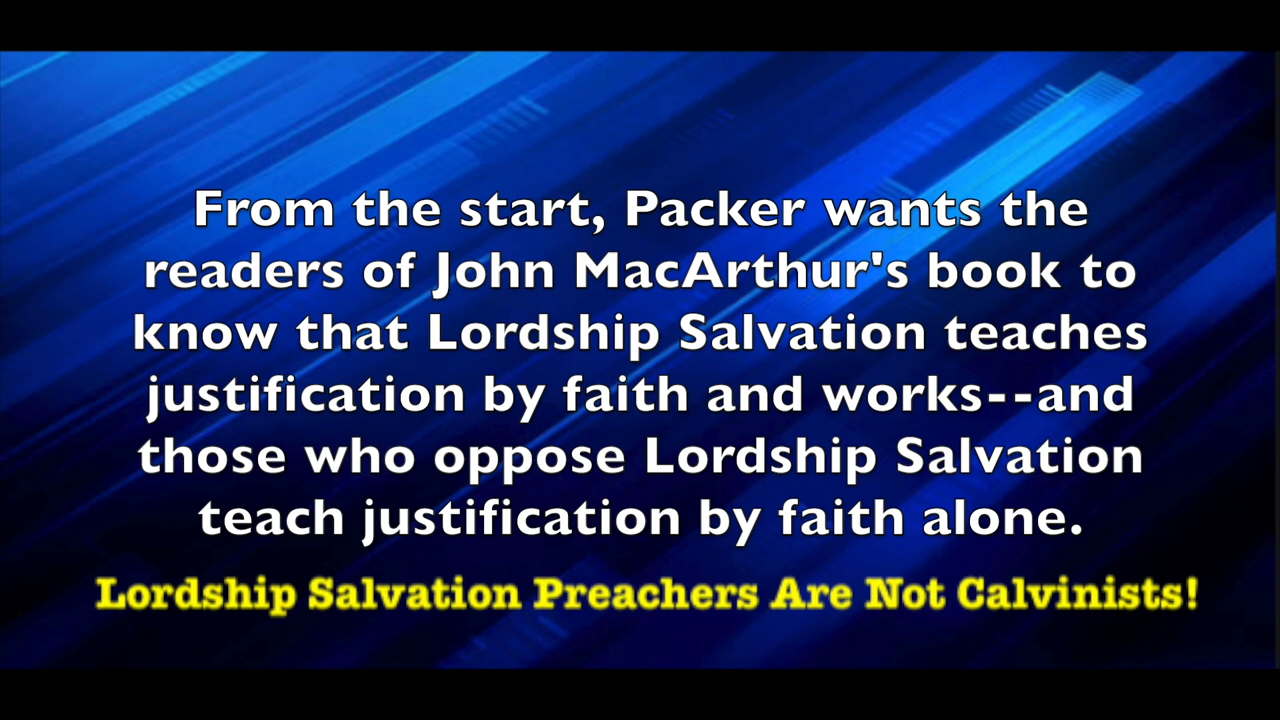 From the start, Packer wants the
readers of John MacArthur's book to
know that Lordship Salvation teaches
justification by faith and works--and
those who oppose Lordship Salvation
teach justification by faith alone.
Lordship Salvation Preachers Are Not Calvinists!